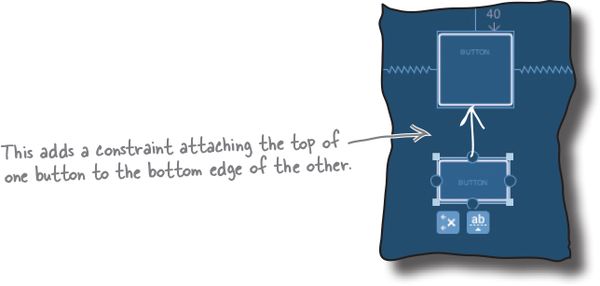 40
BUTTON
This adds a constraint attaching the top of
one button to the bottom edge of the other.
BUTTON
ab